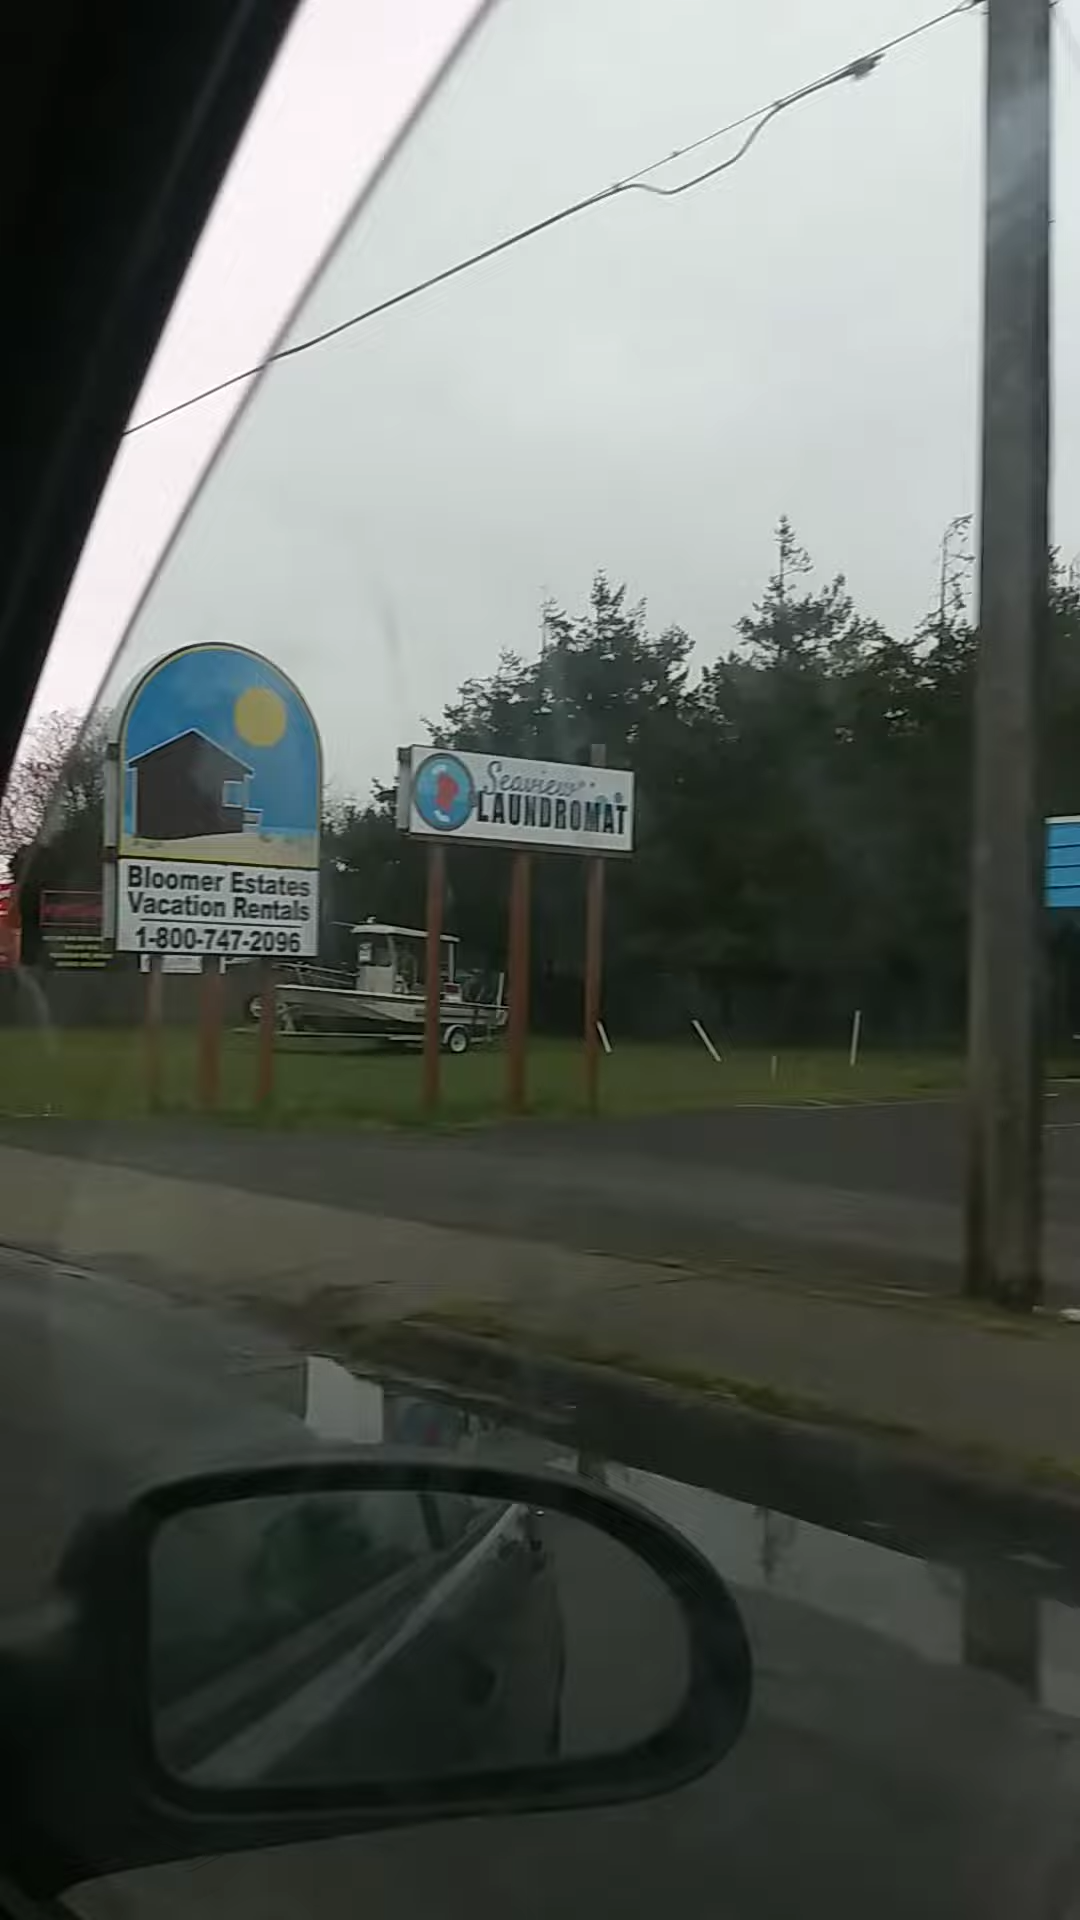 Bloomer Estates
Vacation Rentals
1-800-747-2096
Seaview
LAUNDROMAT